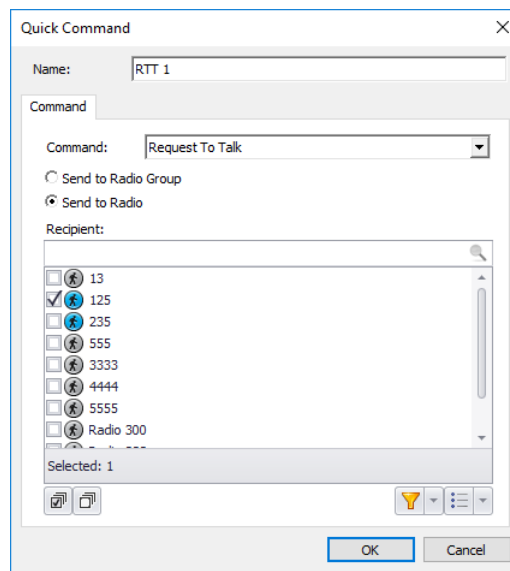 Quick Command
Name: RTT 1
Command
Command: Request To Talk
Send to Radio Group
Send to Radio
Recipient:
13
125
235
555
3333
4444
5555
Radio 300
Selected: 1
OK Cancel